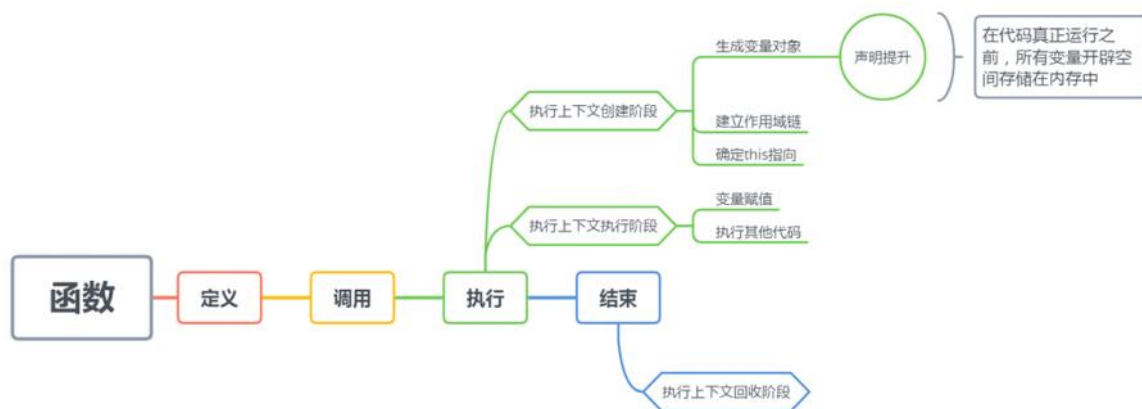 生成变量对象
声明提升
在代码真正运行之
前，所有变量开辟空
间存储在内存中
执行上下文创建阶段
建立作用域链
确定this指向
变量赋值
执行上下文执行阶段
执行其他代码
函数
定义
调用
执行
结束
执行上下文回收阶段